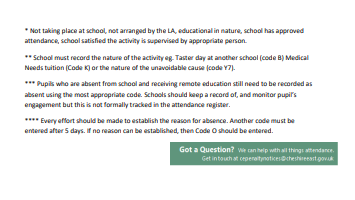 * Not taking place at school, not arranged by the LA, educational in nature, school has approved
attendance, school satisfied the activity is supervised by appropriate person.
** School must record the nature of the activity eg. Taster day at another school (code B) Medical
Needs tuition (Code K) or the nature of the unavoidable cause (code Y7).
*** Pupils who are absent from school and receiving remote education still need to be recorded as
absent using the most appropriate code. Schools should keep a record of, and monitor pupil's
engagement but this is not formally tracked in the attendance register.
**** Every effort should be made to establish the reason for absence. Another code must be
entered after 5 days. If no reason can be established, then Code O should be entered.
Got a Question? We can help with all things attendance.
Get in touch at cepenaltynotices@cheshireeast.gov.uk